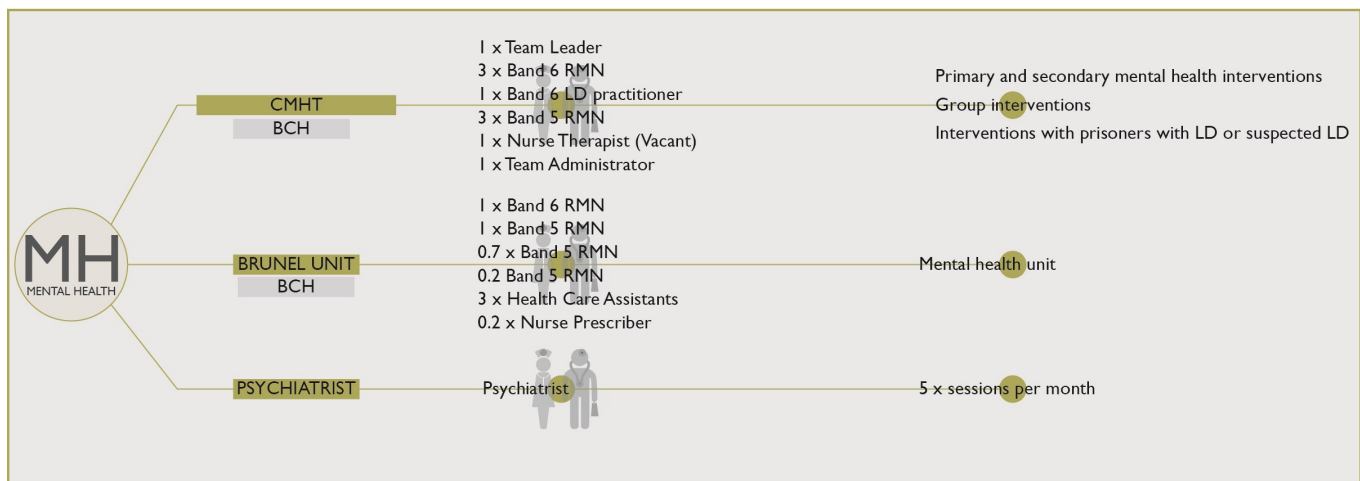 MH
MENTAL HEALTH
CMHT
BCH
1 x Team Leader
3 x Band 6 RMN
1 x Band 6 LD practitioner
3 x Band 5 RMN
1 x Nurse Therapist (Vacant)
1 x Team Administrator
Primary and secondary mental health interventions
Group interventions
Interventions with prisoners with LD or suspected LD
BRUNEL UNIT
BCH
1 x Band 6 RMN
1 x Band 5 RMN
0.7 x Band 5 RMN
0.2 Band 5 RMN
3 x Health Care Assistants
0.2 x Nurse Prescriber
Mental health unit
PSYCHIATRIST
Psychiatrist
5 x sessions per month